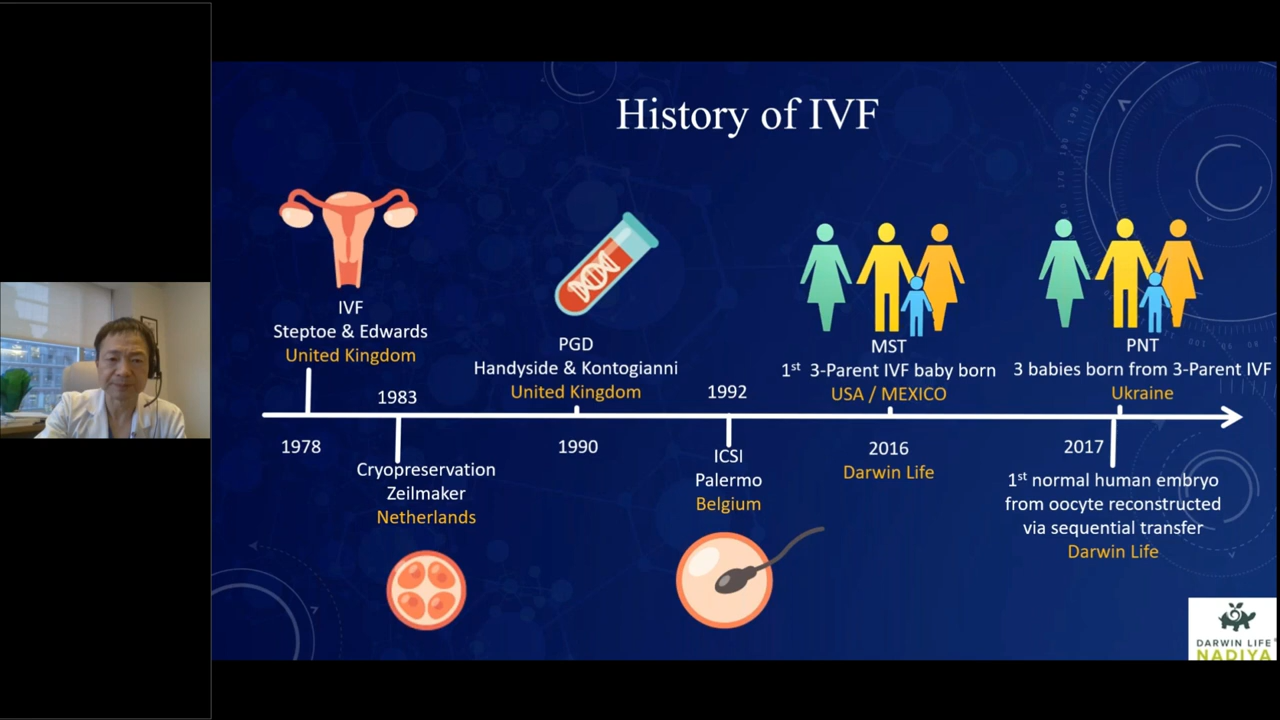 History of IVF
IVF
Steptoe & Edwards
United Kingdom
1978
1983
Cryopreservation
Zeilmaker
Netherlands
PGD
Handyside & Kontogianni
United Kingdom
1990
1992
ICSI
Palermo
Belgium
MST
1st 3-Parent IVF baby born
USA / MEXICO
2016
Darwin Life
PNT
3 babies born from 3-Parent IVF
Ukraine
2017
1st normal human embryo
from oocyte reconstructed
via sequential transfer
Darwin Life
DARWIN LIFE
NADIYA